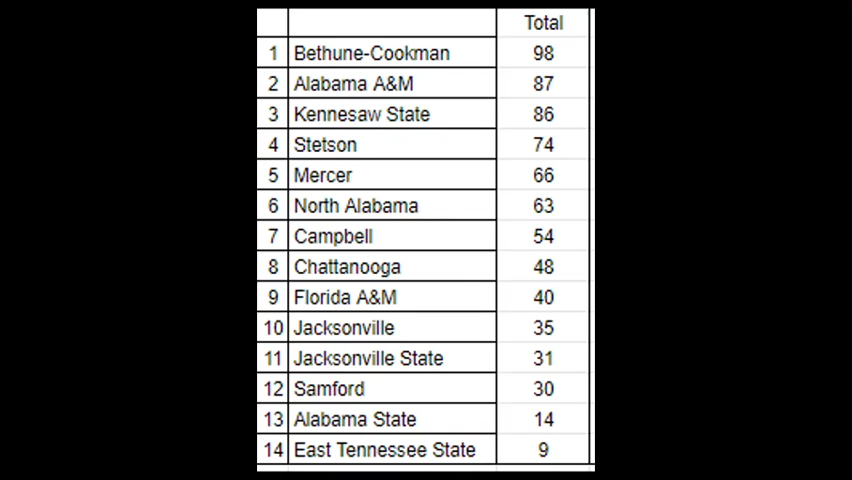 Total
1 Bethune-Cookman 98
2 Alabama A&M 87
3 Kennesaw State 86
4 Stetson 74
5 Mercer 66
6 North Alabama 63
7 Campbell 54
8 Chattanooga 48
9 Florida A&M 40
10 Jacksonville 35
11 Jacksonville State 31
12 Samford 30
13 Alabama State 14
14 East Tennessee State 9